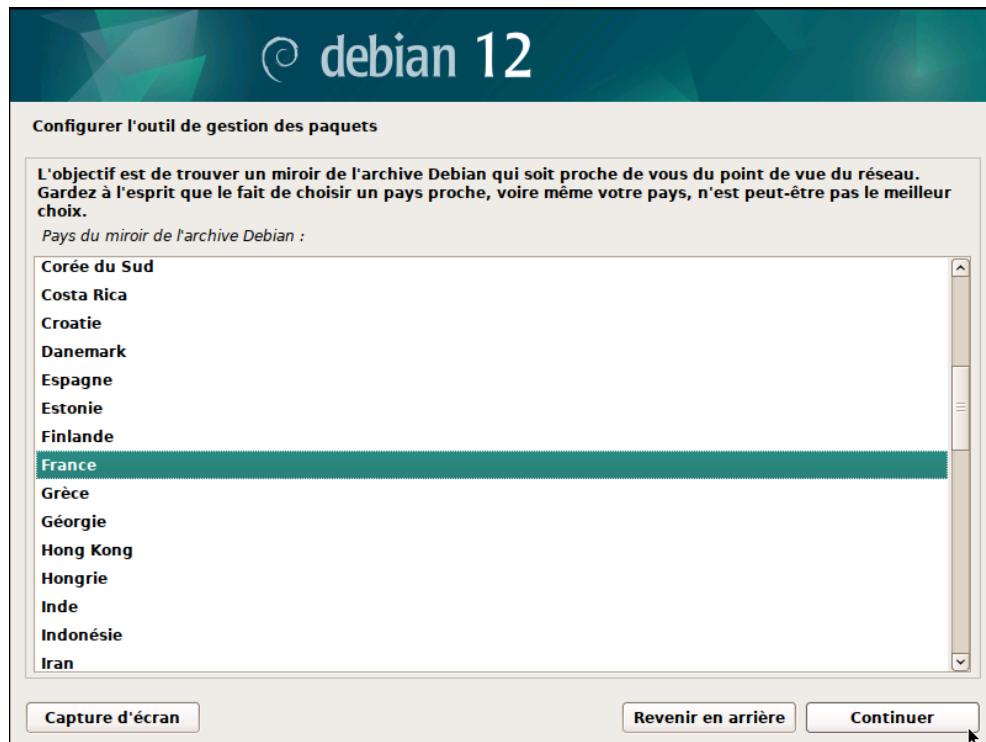 debian 12
Configurer l'outil de gestion des paquets
L'objectif est de trouver un miroir de l'archive Debian qui soit proche de vous du point de vue du réseau.
Gardez à l'esprit que le fait de choisir un pays proche, voire même votre pays, n'est peut-être pas le meilleur
choix.
Pays du miroir de l'archive Debian :
Corée du Sud
Costa Rica
Croatie
Danemark
Espagne
Estonie
Finlande
France
Grèce
Géorgie
Hong Kong
Hongrie
Inde
Indonésie
Iran
Capture d'écran
Revenir en arrière
Continuer